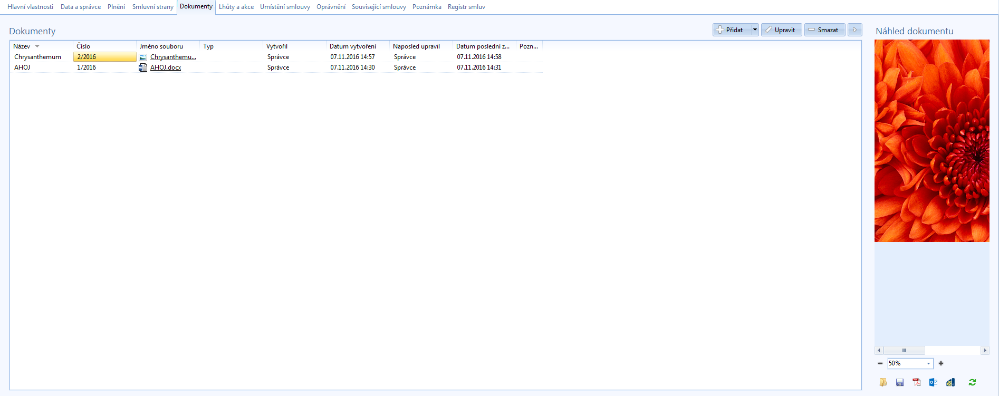 Hlavní vlastnosti Data a správce Plnění Smluvní strany Dokumenty Lhůty a akce Umístění smlouvy Oprávnění Související smlouvy Poznámka Registr smluv
Dokumenty Přidat Upravit Smazat Náhled dokumentu
Název Číslo Jméno souboru Typ Vytvořil Datum vytvoření Naposled upravil Datum poslední z... Pozn...
Chrysanthemum 2/2016 Chrysanthemu... Správce 07.11.2016 14:57 Správce 07.11.2016 14:58
AHOJ 1/2016 AHOJ.docx Správce 07.11.2016 14:30 Správce 07.11.2016 14:31
50%